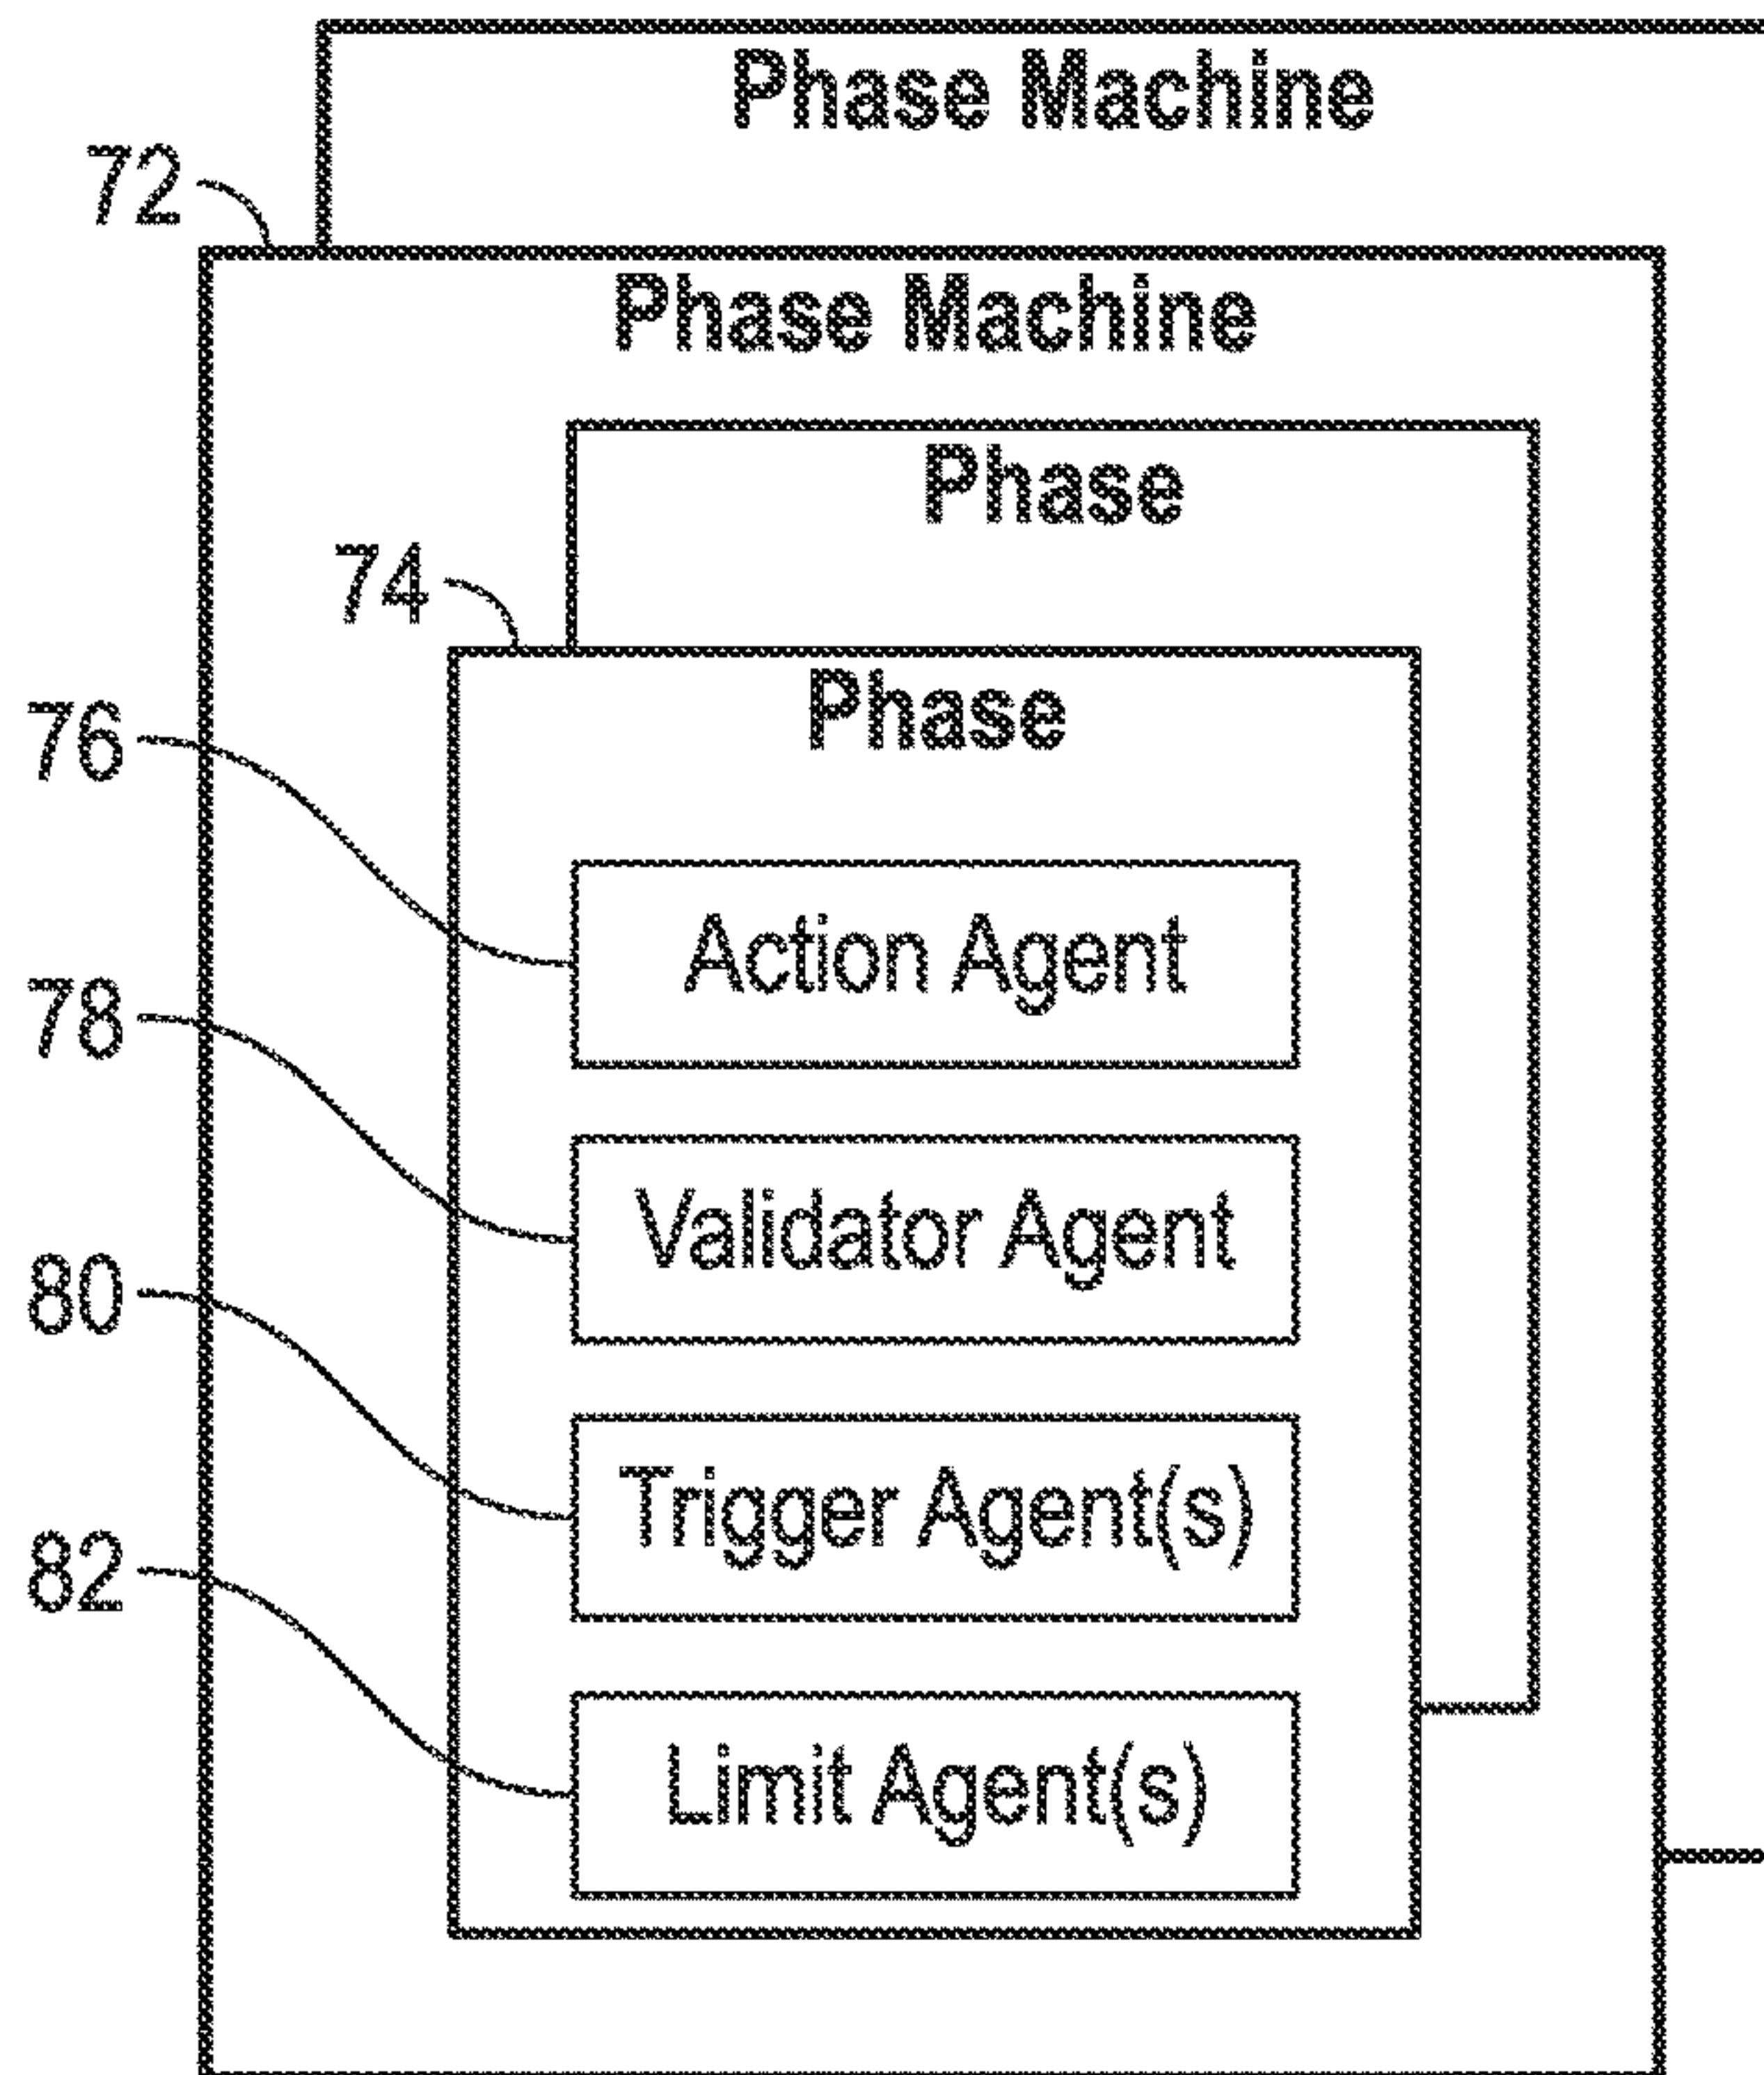 Phase Machine
72
Phase Machine
Phase
74
Phase
76
Action Agent
78
Validator Agent
80
Trigger Agent(s)
82
Limit Agent(s)